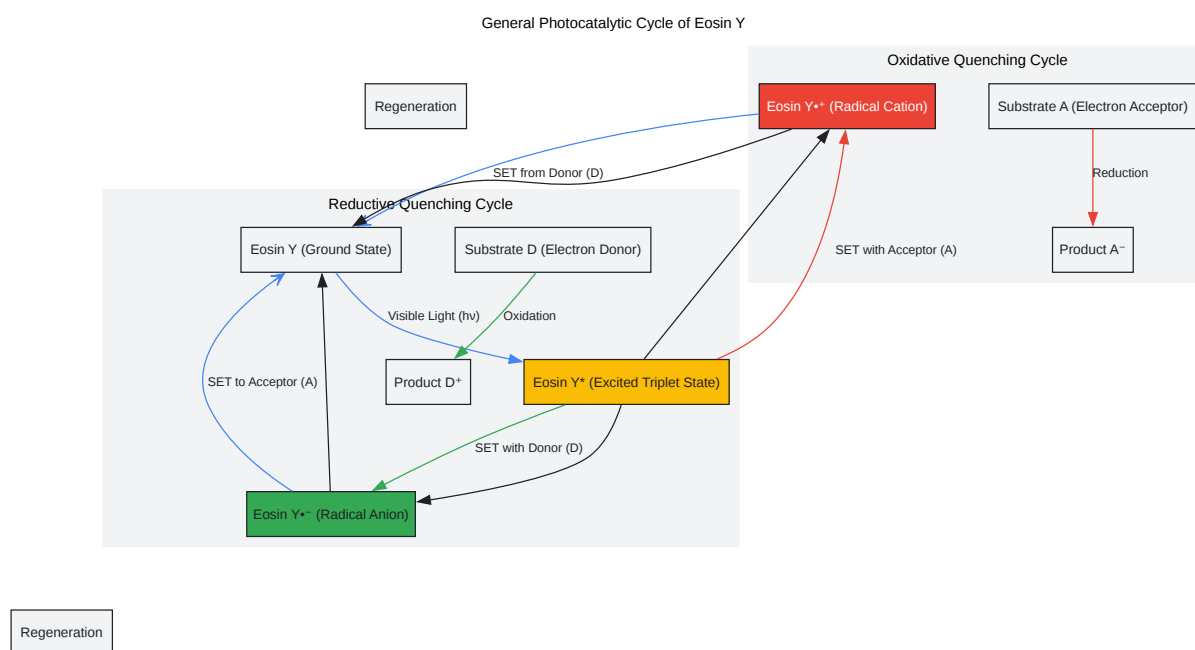 General Photocatalytic Cycle of Eosin Y
Oxidative Quenching Cycle
Regeneration
Eosin Y•⁺ (Radical Cation)
Substrate A (Electron Acceptor)
SET from Donor (D)
Reduction
Reductive Quenching Cycle
Eosin Y (Ground State)
Substrate D (Electron Donor)
SET with Acceptor (A)
Product A⁻
Visible Light (hν)
Oxidation
SET to Acceptor (A)
Product D⁺
Eosin Y* (Excited Triplet State)
SET with Donor (D)
Eosin Y•⁻ (Radical Anion)
Regeneration